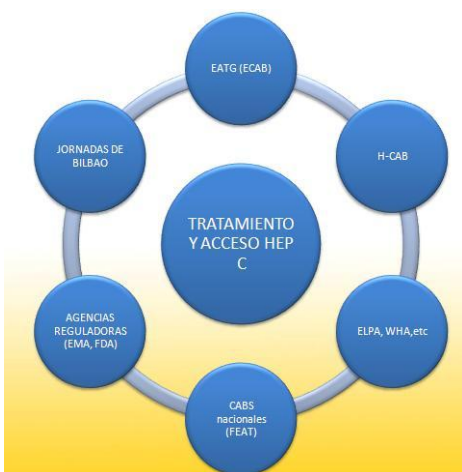 EATG (ECAB)
JORNADAS DE
BILBAO
H-CAB
TRATAMIENTO
Y ACCESO HEP
C
AGENCIAS
REGULADORAS
(EMA, FDA)
ELPA, WHA,etc
CABS
nacionales
(FEAT)